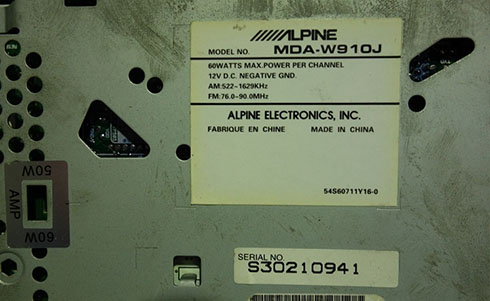 ALPINE
MODEL NO. MDA-W910J
60WATTS MAX.POWER PER CHANNEL
12V D.C. NEGATIVE GND.
AM:522-1629KHz
FM:76.0-90.0MHz
ALPINE ELECTRONICS, INC.
FABRIQUE EN CHINE MADE IN CHINA
54S60711Y16-0
50W
AMP
60W
SERIAL NO.
S30210941